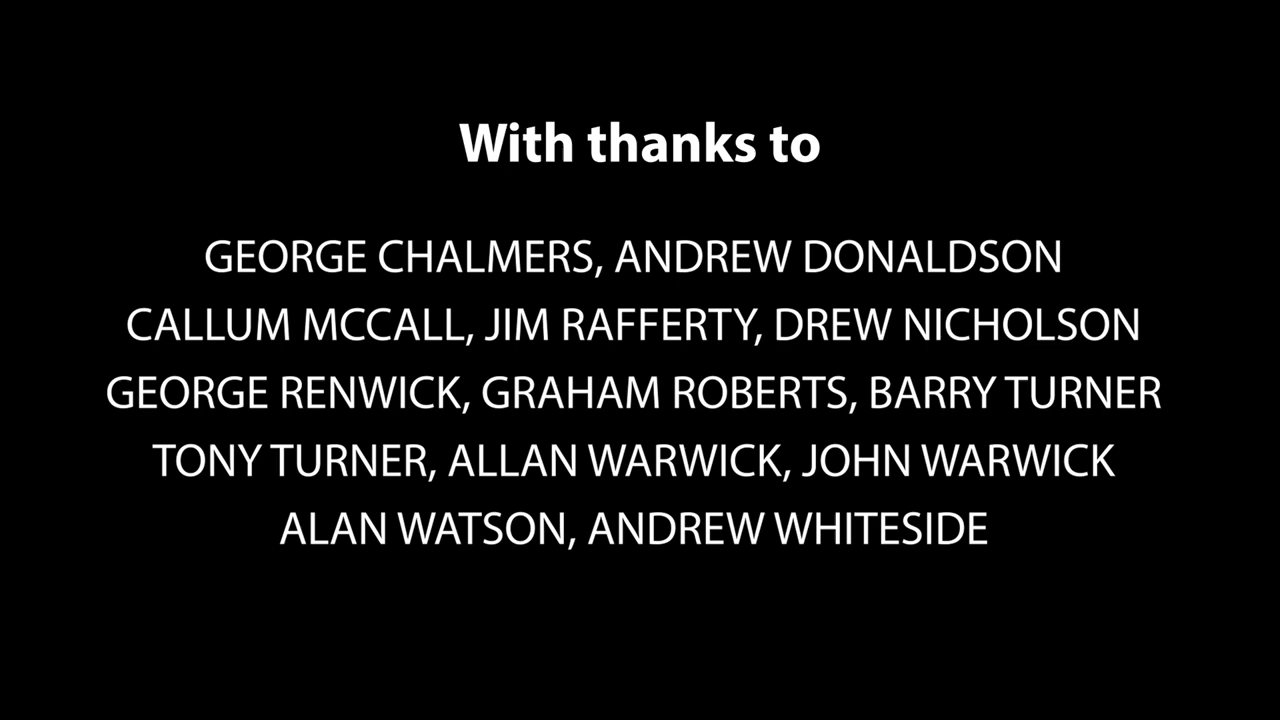 With thanks to
GEORGE CHALMERS, ANDREW DONALDSON
CALLUM MCCALL, JIM RAFFERTY, DREW NICHOLSON
GEORGE RENWICK, GRAHAM ROBERTS, BARRY TURNER
TONY TURNER, ALLAN WARWICK, JOHN WARWICK
ALAN WATSON, ANDREW WHITESIDE